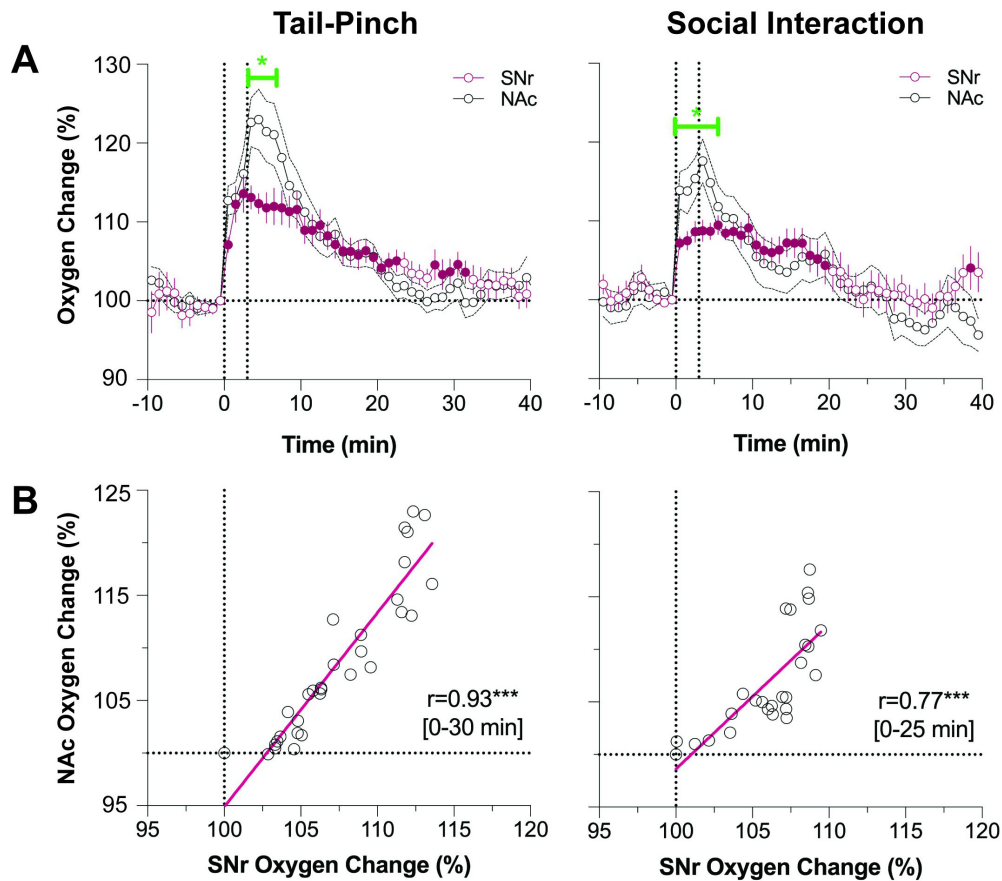 Tail-Pinch
Social Interaction
A
130
120
110
100
90
Oxygen Change (%)
*
SNr
NAc
-10
0
10
20
30
40
Time (min)
*
SNr
NAc
-10
0
10
20
30
40
Time (min)
B
125
115
105
95
NAc Oxygen Change (%)
r=0.93***
[0-30 min]
95
100
105
110
115
120
SNr Oxygen Change (%)
r=0.77***
[0-25 min]
95
100
105
110
115
120
SNr Oxygen Change (%)